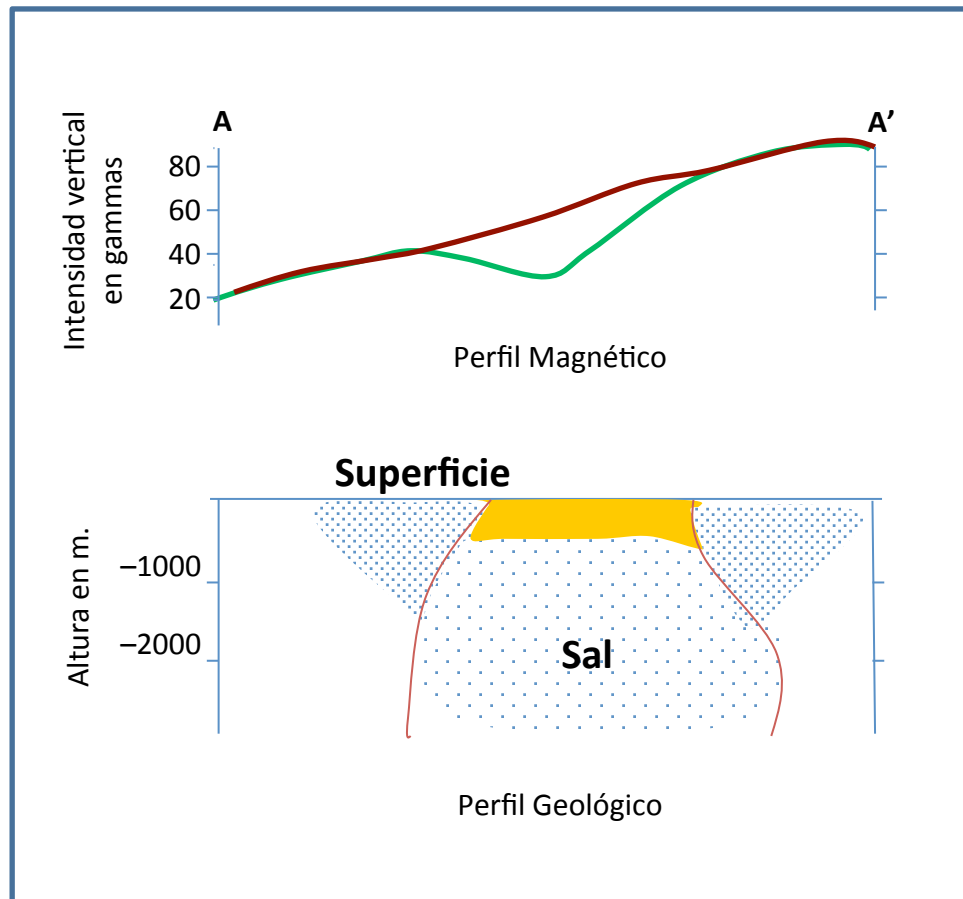 A
A’
Intensidad vertical
en gammas
80
60
40
20
Perfil Magnético
Superficie
Altura en m.
–1000
–2000
Sal
Perfil Geológico